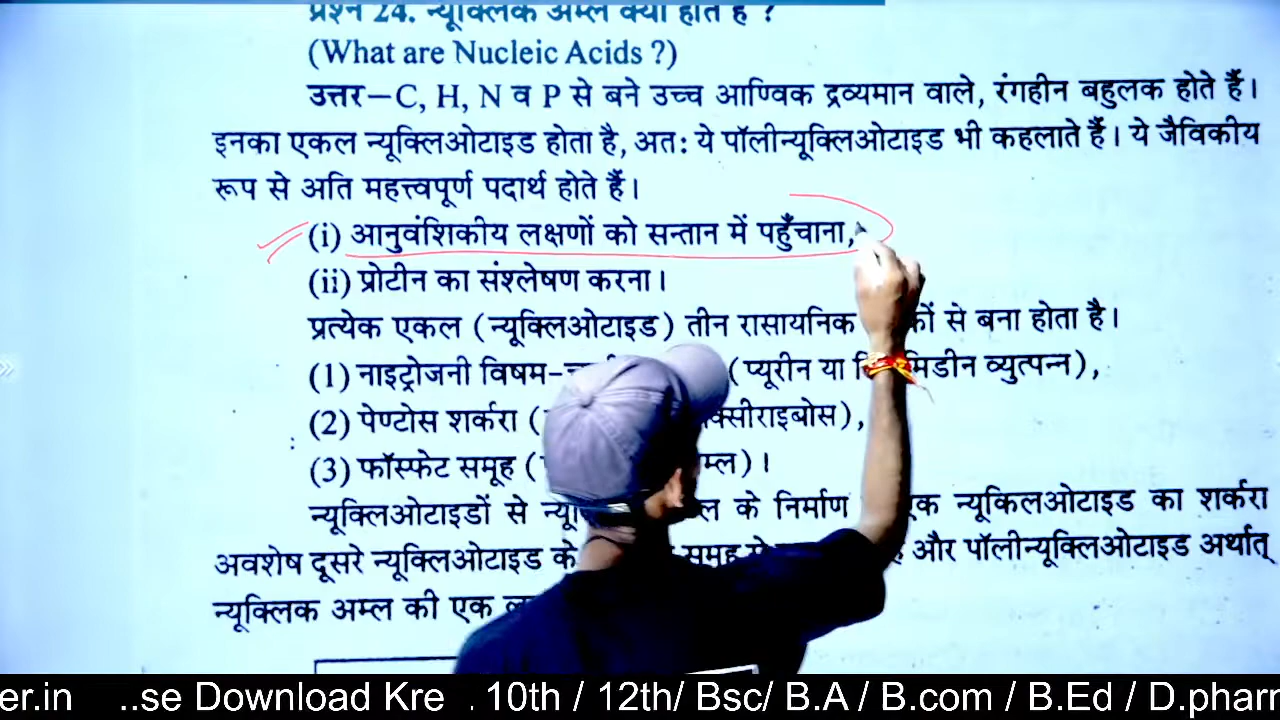 प्रश्न 24. न्यूक्लिक अम्ल क्या होते हैं ?
(What are Nucleic Acids ?)
उत्तर–C, H, N व P से बने उच्च आण्विक द्रव्यमान वाले, रंगहीन बहुलक होते हैं।
इनका एकल न्यूक्लिओटाइड होता है, अतः ये पॉलीन्यूक्लिओटाइड भी कहलाते हैं। ये जैविकीय
रूप से अति महत्त्वपूर्ण पदार्थ होते हैं।
(i) आनुवंशिकीय लक्षणों को सन्तान में पहुँचाना,
(ii) प्रोटीन का संश्लेषण करना।
प्रत्येक एकल (न्यूक्लिओटाइड) तीन रासायनिक से बना होता है।
(1) नाइट्रोजनी विषम- (प्यूरीन या व्युत्पन्न),
(2) पेण्टोस शर्करा (
(3) फॉस्फेट समूह (
न्यूक्लिओटाइडों से के निर्माण न्यूकिलओटाइड का शर्करा
अवशेष दूसरे न्यूक्लिओटाइड के और पॉलीन्यूक्लिओटाइड अर्थात्
न्यूक्लिक अम्ल की एक
er.in ..se Download Kre . 10th / 12th/ Bsc/ B.A / B.com / B.Ed / D.pharm